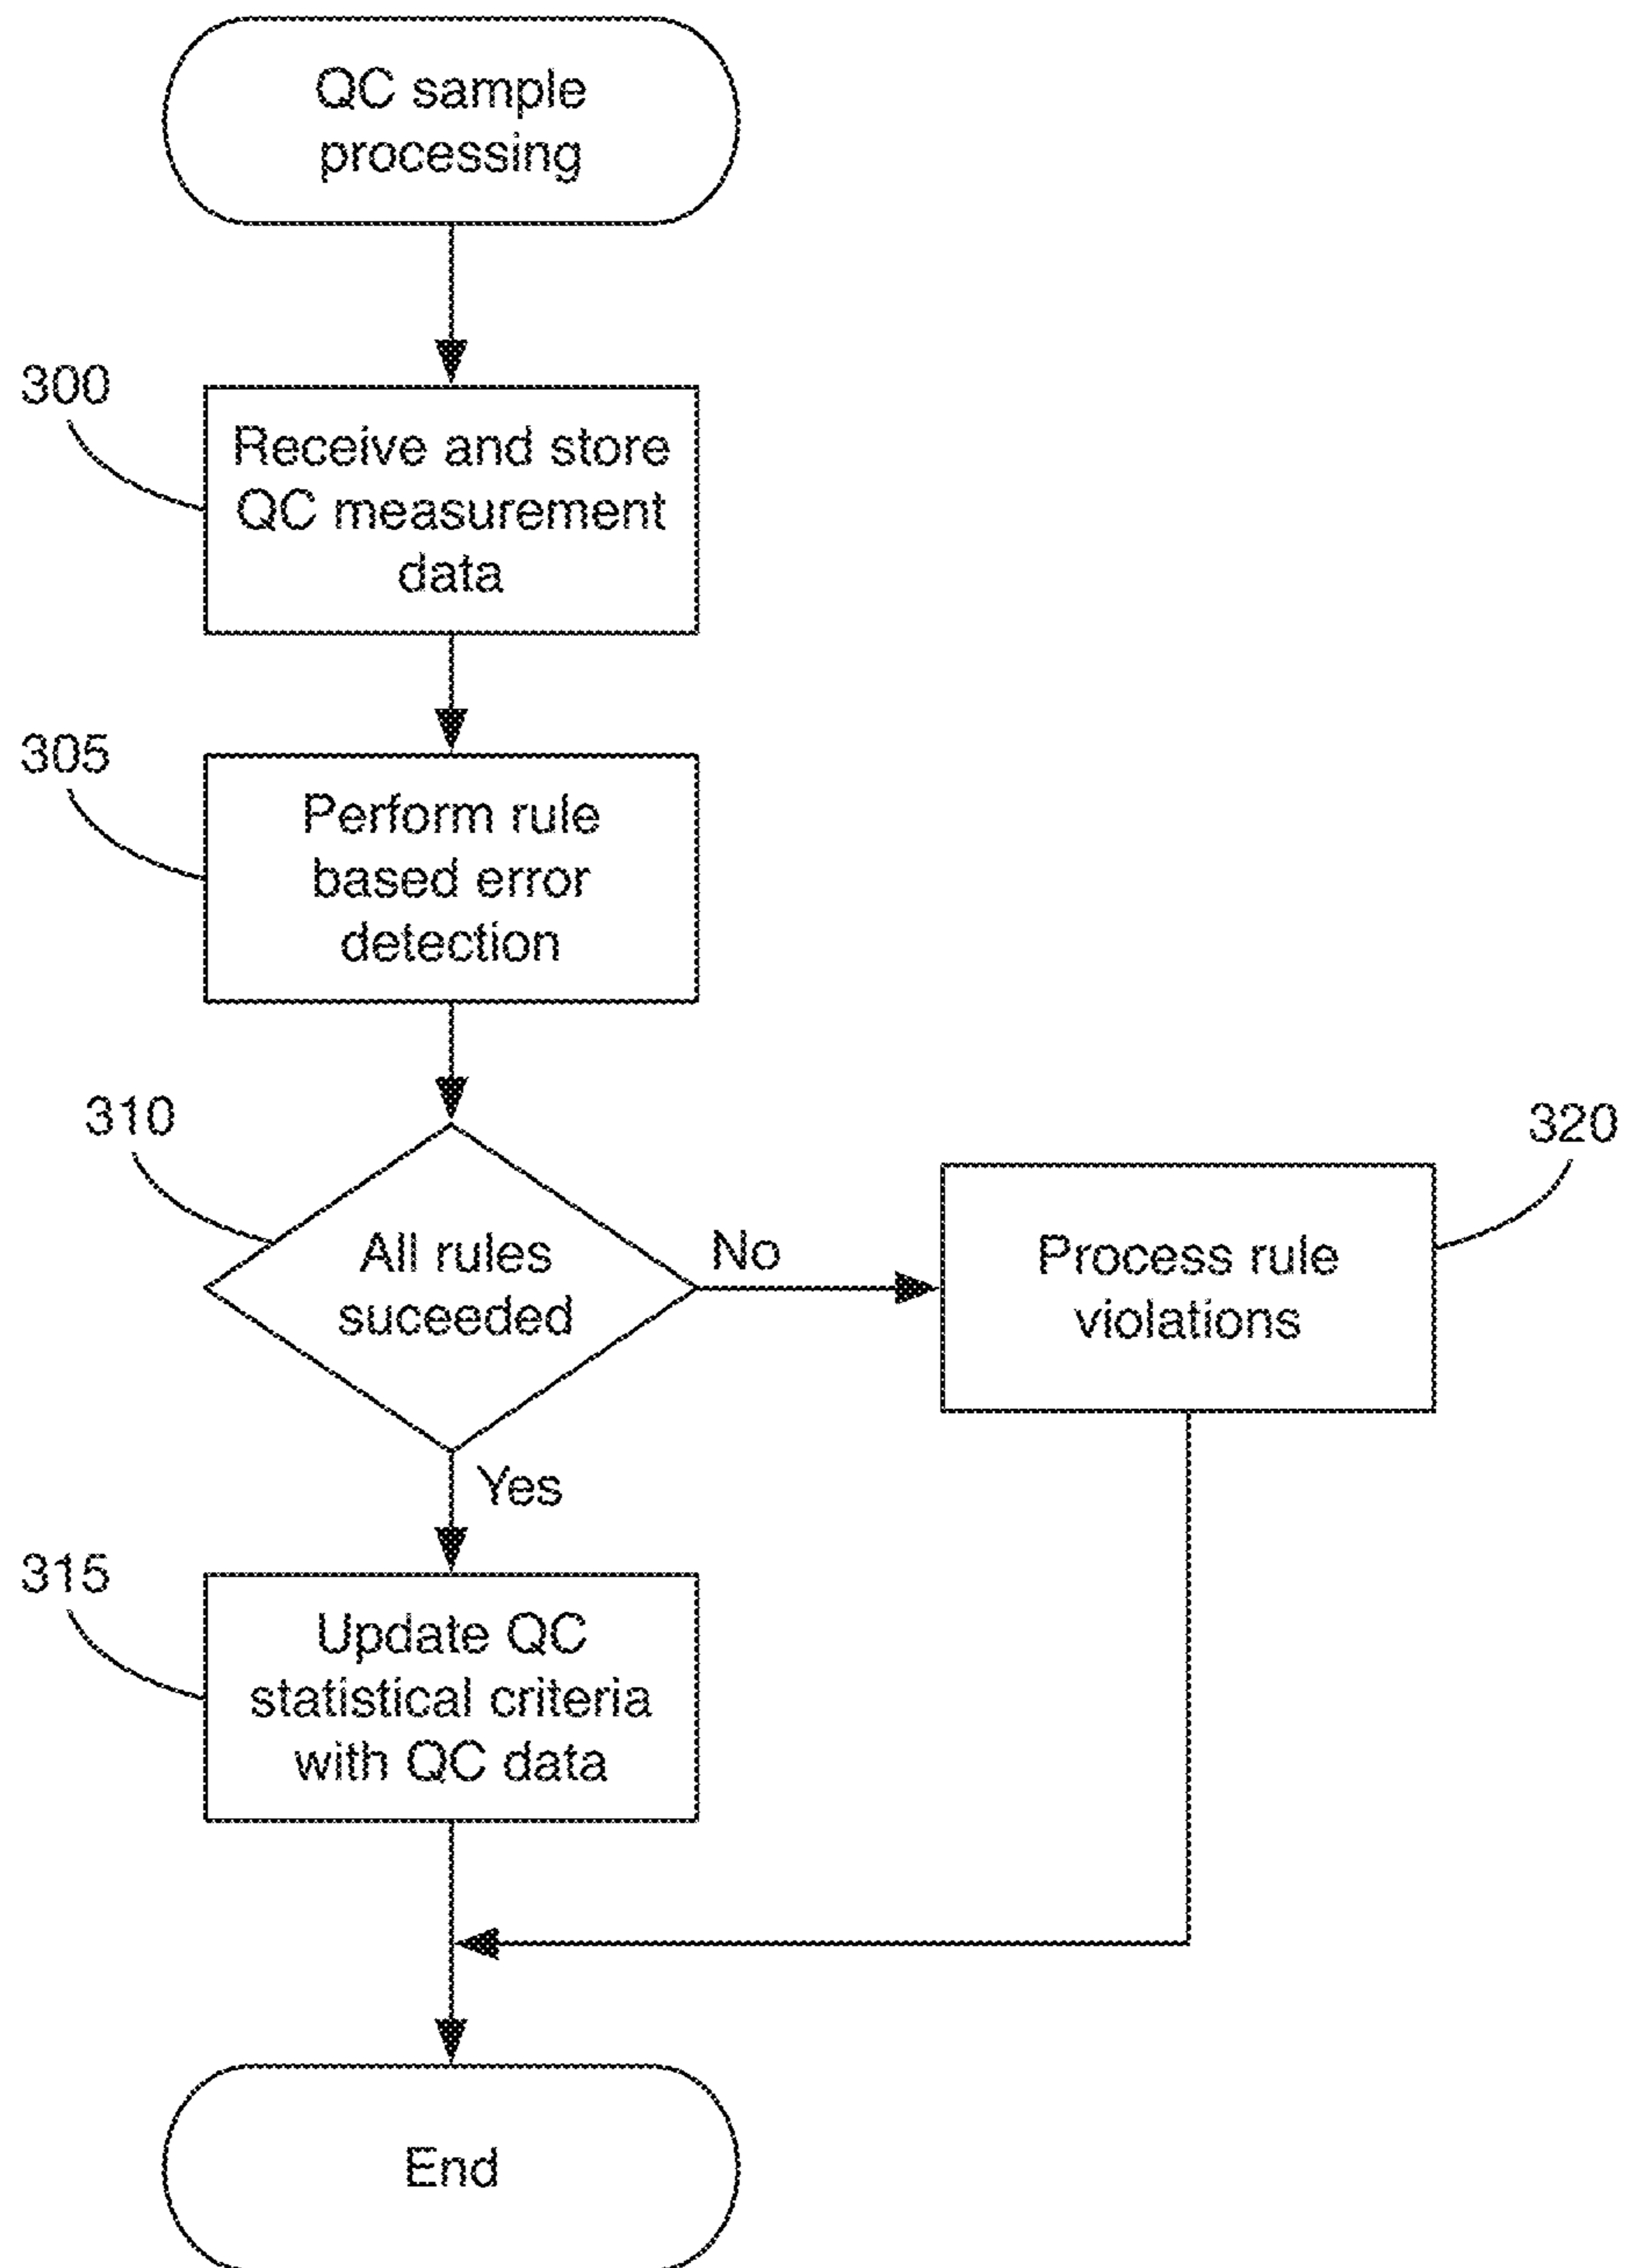 QC sample
processing
300
Receive and store
QC measurement
data
305
Perform rule
based error
detection
310
All rules
suceeded
No
320
Process rule
violations
Yes
315
Update QC
statistical criteria
with QC data
End